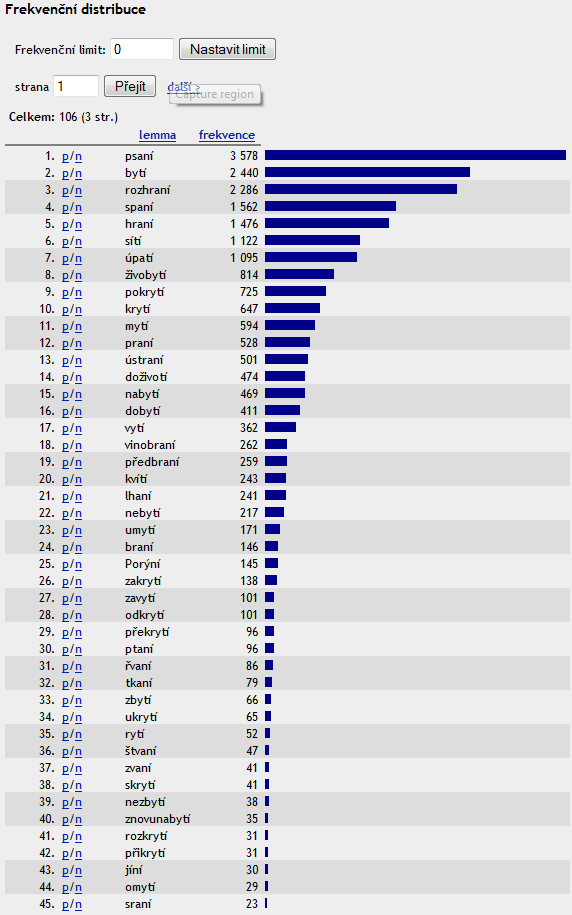 Frekvenční distribuce
Frekvenční limit: 0 Nastavit limit
strana 1 Přejít další >
Capture region
Celkem: 106 (3 str.)
lemma frekvence
1. p/n psaní 3 578
2. p/n bytí 2 440
3. p/n rozhraní 2 286
4. p/n spaní 1 562
5. p/n hraní 1 476
6. p/n sítí 1 122
7. p/n úpatí 1 095
8. p/n živobytí 814
9. p/n pokrytí 725
10. p/n krytí 647
11. p/n mytí 594
12. p/n praní 528
13. p/n ústraní 501
14. p/n doživotí 474
15. p/n nabytí 469
16. p/n dobytí 411
17. p/n vytí 362
18. p/n vinobraní 262
19. p/n předbraní 259
20. p/n kvítí 243
21. p/n lhaní 241
22. p/n nebytí 217
23. p/n umytí 171
24. p/n braní 146
25. p/n Porýní 145
26. p/n zakrytí 138
27. p/n zavytí 101
28. p/n odkrytí 101
29. p/n překrytí 96
30. p/n ptaní 96
31. p/n řvaní 86
32. p/n tkaní 79
33. p/n zbytí 66
34. p/n ukrytí 65
35. p/n rytí 52
36. p/n štvaní 47
37. p/n zvaní 41
38. p/n skrytí 41
39. p/n nezbytí 38
40. p/n znovunabytí 35
41. p/n rozkrytí 31
42. p/n přikrytí 31
43. p/n jíní 30
44. p/n omytí 29
45. p/n sraní 23